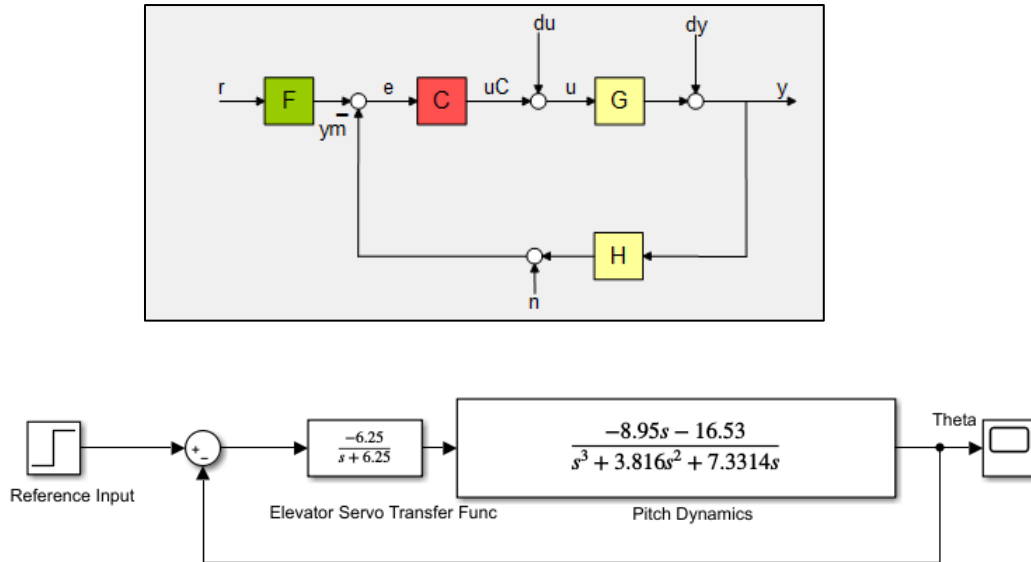 du dy
r F e C uC u G y
ym
−
H
n
Theta
+
−
-6.25
s + 6.25
-8.95s - 16.53
s³ + 3.816s² + 7.3314s
Reference Input
Elevator Servo Transfer Func
Pitch Dynamics